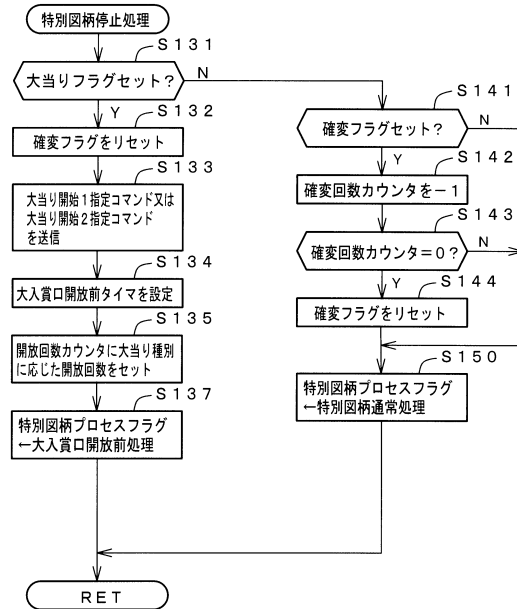 特別図柄停止処理
S131
大当りフラグセット?
N
Y
S132
確変フラグをリセット
S133
大当り開始1指定コマンド又は
大当り開始2指定コマンド
を送信
S134
大入賞口開放前タイマを設定
S135
開放回数カウンタに大当り種別
に応じた開放回数をセット
S137
特別図柄プロセスフラグ
←大入賞口開放前処理
S141
確変フラグセット?
N
Y
S142
確変回数カウンタを-1
S143
確変回数カウンタ=0?
N
Y
S144
確変フラグをリセット
S150
特別図柄プロセスフラグ
←特別図柄通常処理
RET